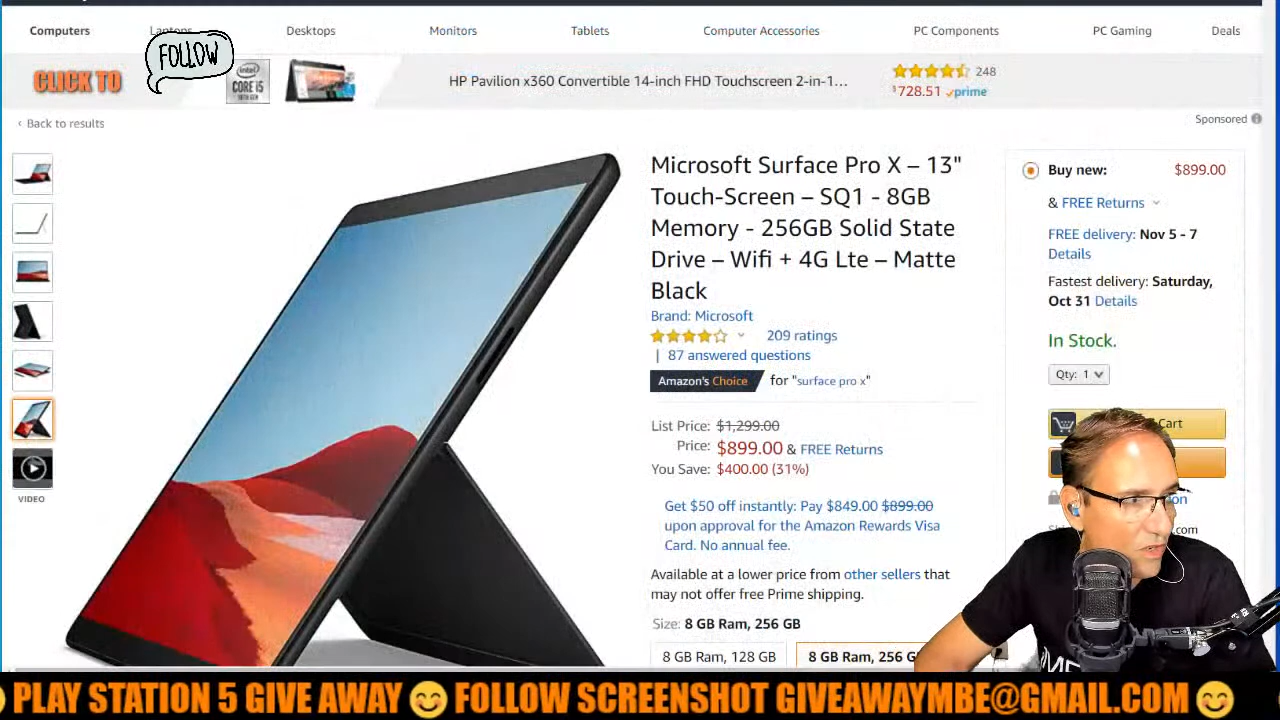 Computers
Laptops
Desktops
Monitors
Tablets
Computer Accessories
PC Components
PC Gaming
Deals
CLICK TO
FOLLOW
intel
CORE i5
HP Pavilion x360 Convertible 14-inch FHD Touchscreen 2-in-1...
248
$728.51 prime
‹ Back to results
Sponsored
VIDEO
Microsoft Surface Pro X – 13"
Touch-Screen – SQ1 - 8GB
Memory - 256GB Solid State
Drive – Wifi + 4G Lte – Matte
Black
Brand: Microsoft
209 ratings
| 87 answered questions
Amazon's Choice for "surface pro x"
List Price: $1,299.00
Price: $899.00 & FREE Returns
You Save: $400.00 (31%)
Get $50 off instantly: Pay $849.00 $899.00
upon approval for the Amazon Rewards Visa
Card. No annual fee.
Available at a lower price from other sellers that
may not offer free Prime shipping.
Size: 8 GB Ram, 256 GB
8 GB Ram, 128 GB
8 GB Ram, 256 G
Buy new: $899.00
& FREE Returns
FREE delivery: Nov 5 - 7
Details
Fastest delivery: Saturday,
Oct 31 Details
In Stock.
Qty: 1
Cart
PLAY STATION 5 GIVE AWAY 😊 FOLLOW SCREENSHOT GIVEAWAYMBE@GMAIL.COM 😊